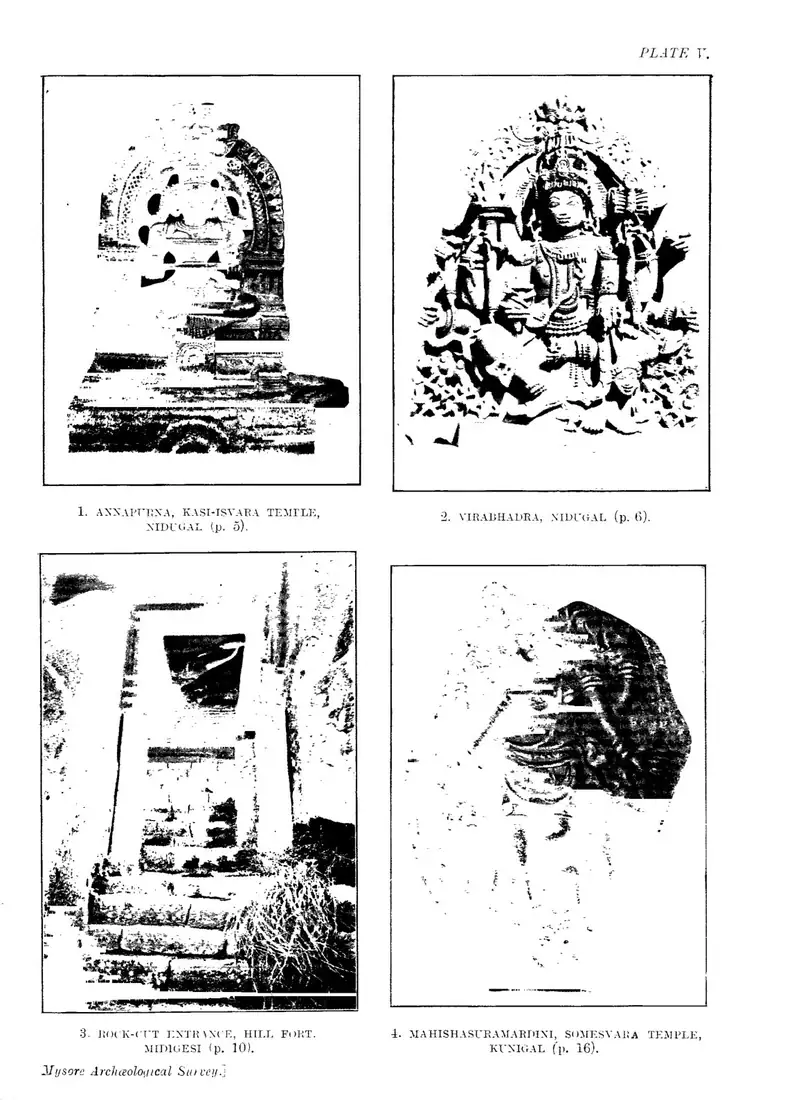 PLATE V.
1. ANNAPURNA, KASI-ISVARA TEMPLE,
NIDUGAL (p. 5).
2. VIRABHADRA, NIDUGAL (p. 6).
3. ROCK-CUT ENTRANCE, HILL FORT.
MIDIGESI (p. 10).
4. MAHISHASURAMARDINI, SOMESVARA TEMPLE,
KUNIGAL (p. 16).
Mysore Archæological Survey.]